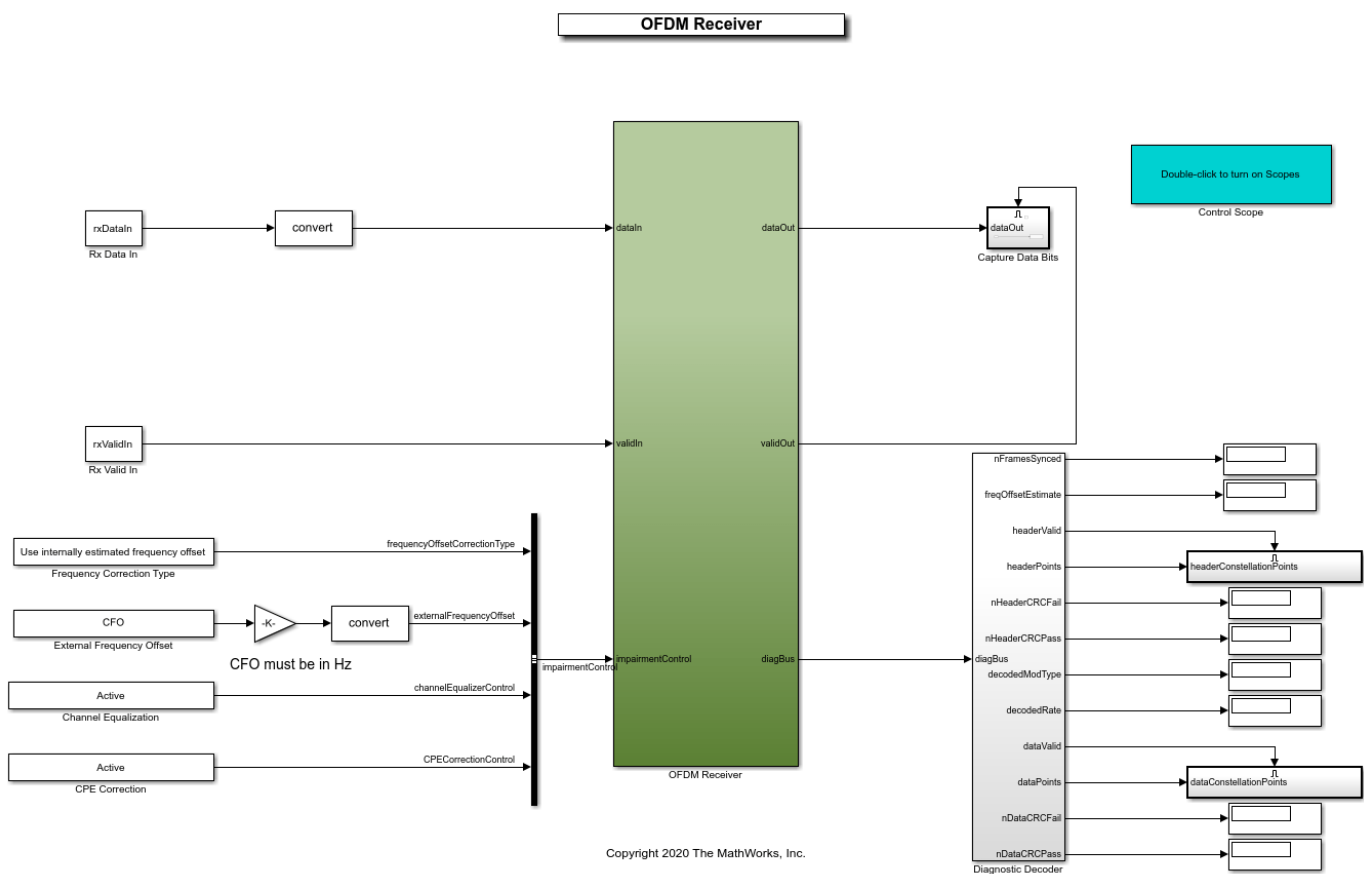 OFDM Receiver
Double-click to turn on Scopes
Control Scope
rxDataIn
Rx Data In
convert
dataIn
dataOut
dataOut
Capture Data Bits
rxValidIn
Rx Valid In
validIn
validOut
Use internally estimated frequency offset
Frequency Correction Type
frequencyOffsetCorrectionType
CFO
External Frequency Offset
-K-
convert
externalFrequencyOffset
CFO must be in Hz
impairmentControl
impairmentControl
diagBus
Active
Channel Equalization
channelEqualizerControl
Active
CPE Correction
CPECorrectionControl
OFDM Receiver
nFramesSynced
freqOffsetEstimate
headerValid
headerPoints
headerConstellationPoints
nHeaderCRCFail
nHeaderCRCPass
diagBus
decodedModType
decodedRate
dataValid
dataPoints
dataConstellationPoints
nDataCRCFail
nDataCRCPass
Diagnostic Decoder
Copyright 2020 The MathWorks, Inc.